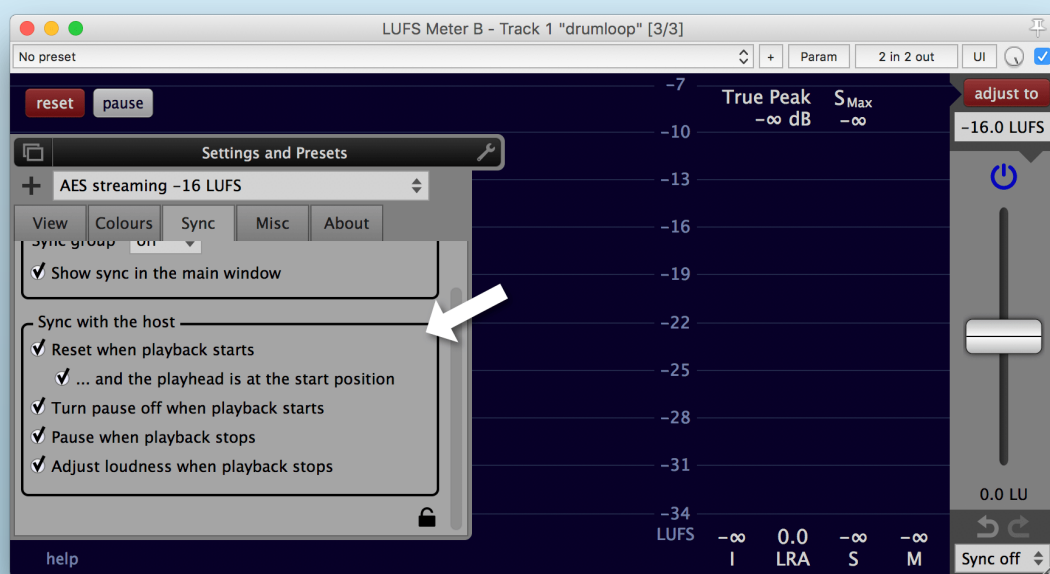 LUFS Meter B - Track 1 "drumloop" [3/3]
No preset
+
Param
2 in 2 out
UI
reset
pause
Settings and Presets
AES streaming -16 LUFS
View
Colours
Sync
Misc
About
Sync group
Off
Show sync in the main window
Sync with the host
Reset when playback starts
... and the playhead is at the start position
Turn pause off when playback starts
Pause when playback stops
Adjust loudness when playback stops
help
-7
-10
-13
-16
-19
-22
-25
-28
-31
-34
LUFS
True Peak SMax
-∞ dB -∞
-∞ 0.0 -∞ -∞
I LRA S M
adjust to
-16.0 LUFS
0.0 LU
Sync off